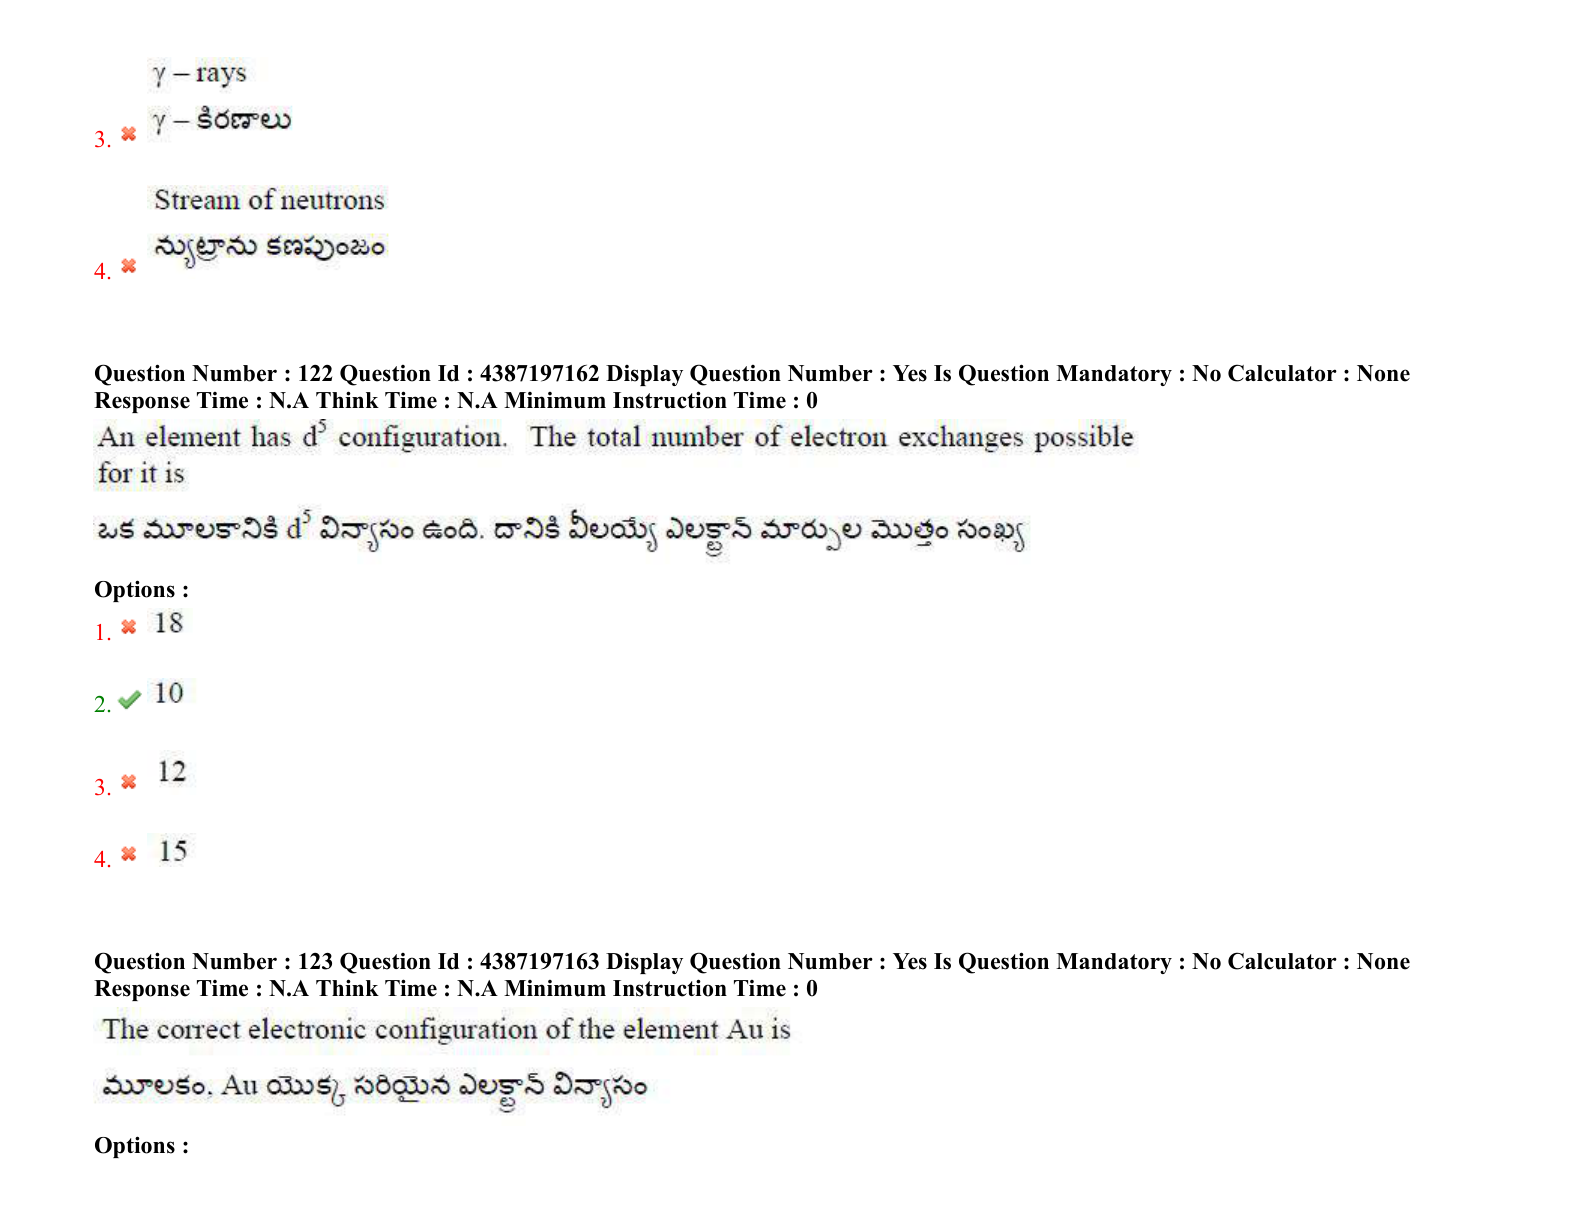 γ – rays
γ – కిరణాలు
3.
Stream of neutrons
న్యుట్రాను కణపుంజం
4.
Question Number : 122 Question Id : 4387197162 Display Question Number : Yes Is Question Mandatory : No Calculator : None
Response Time : N.A Think Time : N.A Minimum Instruction Time : 0
An element has d⁵ configuration. The total number of electron exchanges possible
for it is
ఒక మూలకానికి d⁵ విన్యాసం ఉంది. దానికి వీలయ్యే ఎలక్ట్రాన్ మార్పుల మొత్తం సంఖ్య
Options :
1. 18
2. 10
3. 12
4. 15
Question Number : 123 Question Id : 4387197163 Display Question Number : Yes Is Question Mandatory : No Calculator : None
Response Time : N.A Think Time : N.A Minimum Instruction Time : 0
The correct electronic configuration of the element Au is
మూలకం, Au యొక్క సరియైన ఎలక్ట్రాన్ విన్యాసం
Options :